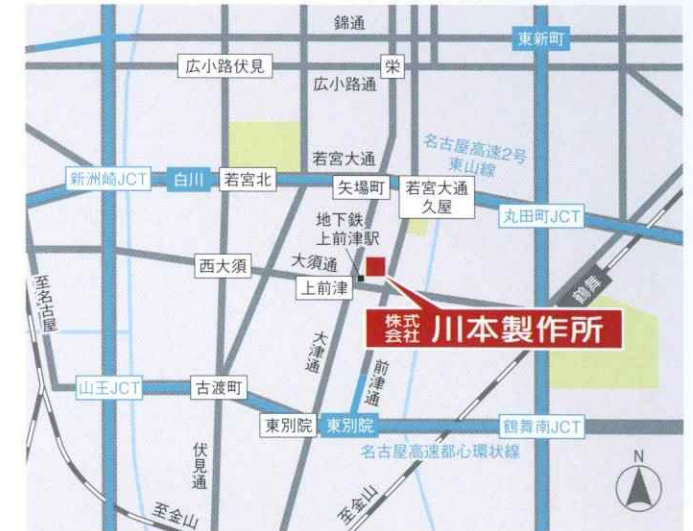 錦通
東新町
広小路伏見
栄
広小路通
名古屋高速2号
東山線
若宮大通
新洲崎JCT
白川
若宮北
矢場町
若宮大通
久屋
丸田町JCT
地下鉄
上前津駅
大須通
西大須
上前津
鶴舞
至名古屋
株式
会社
川本製作所
大津通
前津通
山王JCT
古渡町
東別院
東別院
鶴舞南JCT
名古屋高速都心環状線
伏見通
至金山
至金山
N